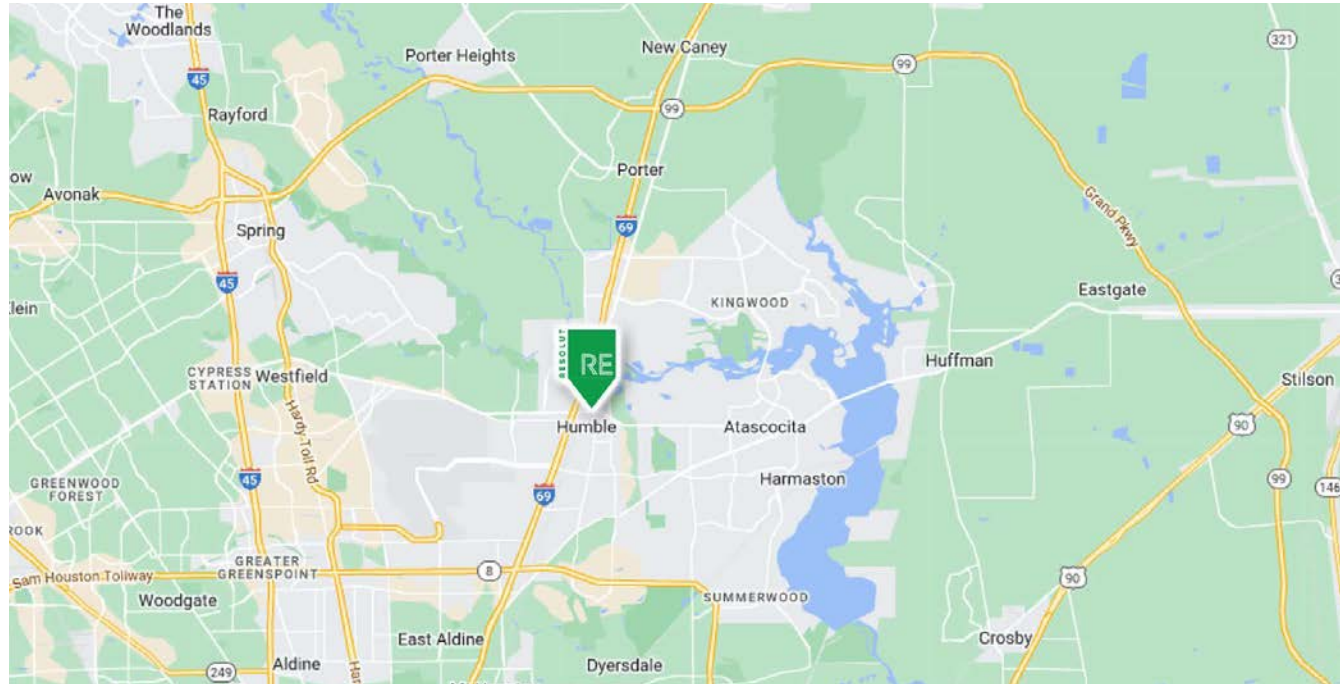 The
Woodlands
New Caney
321
Porter Heights
45
99
Rayford
99
Porter
ow
Avonak
69
Grand Pkwy
Spring
45
Eastgate
Klein
KINGWOOD
RESOLUT
RE
Huffman
CYPRESS
STATION
Westfield
Stilson
Hardy Toll Rd
Humble
Atascocita
90
45
Harmaston
99
GREENWOOD
FOREST
69
146
ROOK
GREATER
GREENSPOINT
8
Sam Houston Tollway
90
Woodgate
SUMMERWOOD
East Aldine
Crosby
249
Aldine
Har
Dyersdale